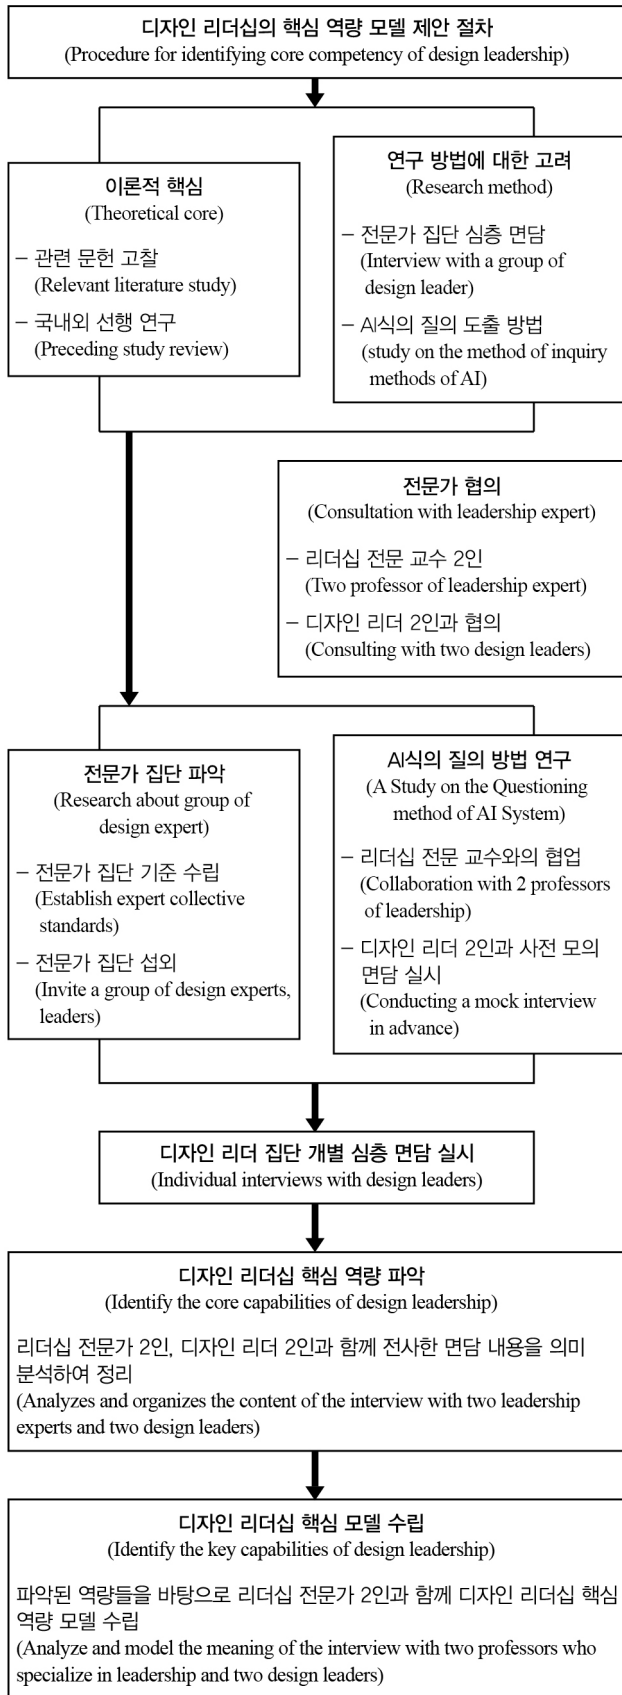 디자인 리더십의 핵심 역량 모델 제안 절차
(Procedure for identifying core competency of design leadership)
이론적 핵심
(Theoretical core)
– 관련 문헌 고찰
(Relevant literature study)
– 국내외 선행 연구
(Preceding study review)
연구 방법에 대한 고려
(Research method)
– 전문가 집단 심층 면담
(Interview with a group of
design leader)
– AI식의 질의 도출 방법
(study on the method of inquiry
methods of AI)
전문가 협의
(Consultation with leadership expert)
– 리더십 전문 교수 2인
(Two professor of leadership expert)
– 디자인 리더 2인과 협의
(Consulting with two design leaders)
전문가 집단 파악
(Research about group of
design expert)
– 전문가 집단 기준 수립
(Establish expert collective
standards)
– 전문가 집단 섭외
(Invite a group of design experts,
leaders)
AI식의 질의 방법 연구
(A Study on the Questioning
method of AI System)
– 리더십 전문 교수와의 협업
(Collaboration with 2 professors
of leadership)
– 디자인 리더 2인과 사전 모의
면담 실시
(Conducting a mock interview
in advance)
디자인 리더 집단 개별 심층 면담 실시
(Individual interviews with design leaders)
디자인 리더십 핵심 역량 파악
(Identify the core capabilities of design leadership)
리더십 전문가 2인, 디자인 리더 2인과 함께 전사한 면담 내용을 의미
분석하여 정리
(Analyzes and organizes the content of the interview with two leadership
experts and two design leaders)
디자인 리더십 핵심 모델 수립
(Identify the key capabilities of design leadership)
파악된 역량들을 바탕으로 리더십 전문가 2인과 함께 디자인 리더십 핵심
역량 모델 수립
(Analyze and model the meaning of the interview with two professors who
specialize in leadership and two design leaders)